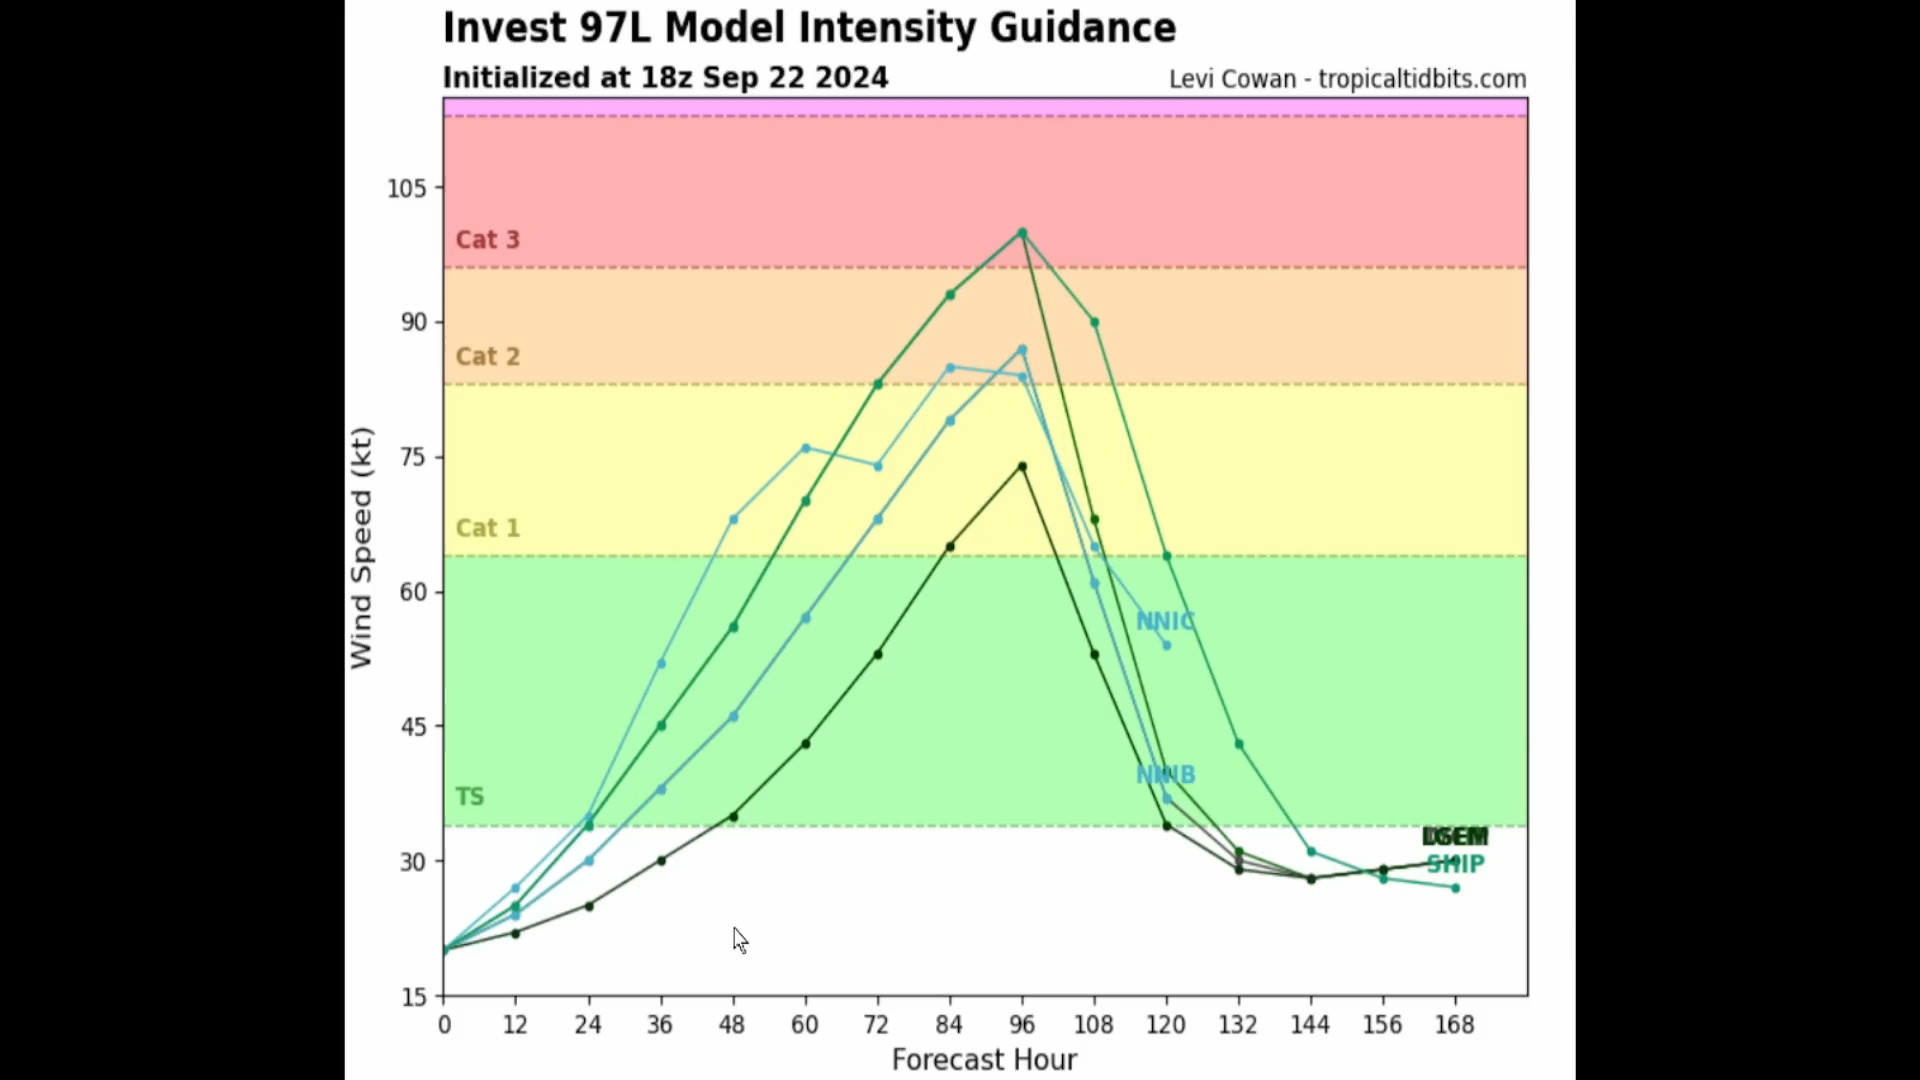 Invest 97L Model Intensity Guidance
Initialized at 18z Sep 22 2024
Levi Cowan - tropicaltidbits.com
105
Cat 3
90
Cat 2
75
Cat 1
60
45
TS
30
15
Wind Speed (kt)
NNIC
NNIB
LGEM
SHIP
0 12 24 36 48 60 72 84 96 108 120 132 144 156 168
Forecast Hour